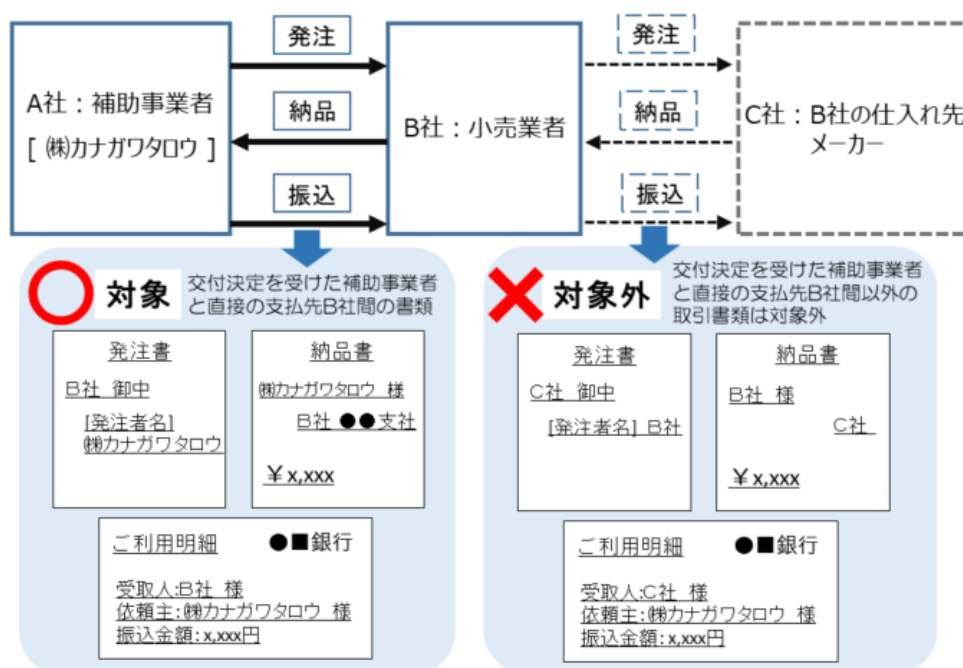 発注
納品
振込
A社：補助事業者
[ ㈱カナガワタロウ ]
B社：小売業者
発注
納品
振込
C社：B社の仕入れ先
メーカー
対象
交付決定を受けた補助事業者
と直接の支払先B社間の書類
発注書
B社 御中
[発注者名]
㈱カナガワタロウ
納品書
㈱カナガワタロウ 様
B社 ●●支社
￥x,xxx
ご利用明細 ●■銀行
受取人:B社 様
依頼主:㈱カナガワタロウ 様
振込金額:x,xxx円
対象外
交付決定を受けた補助事業者
と直接の支払先B社間以外の
取引書類は対象外
発注書
C社 御中
[発注者名] B社
納品書
B社 様
C社
￥x,xxx
ご利用明細 ●■銀行
受取人:C社 様
依頼主:㈱カナガワタロウ 様
振込金額:x,xxx円